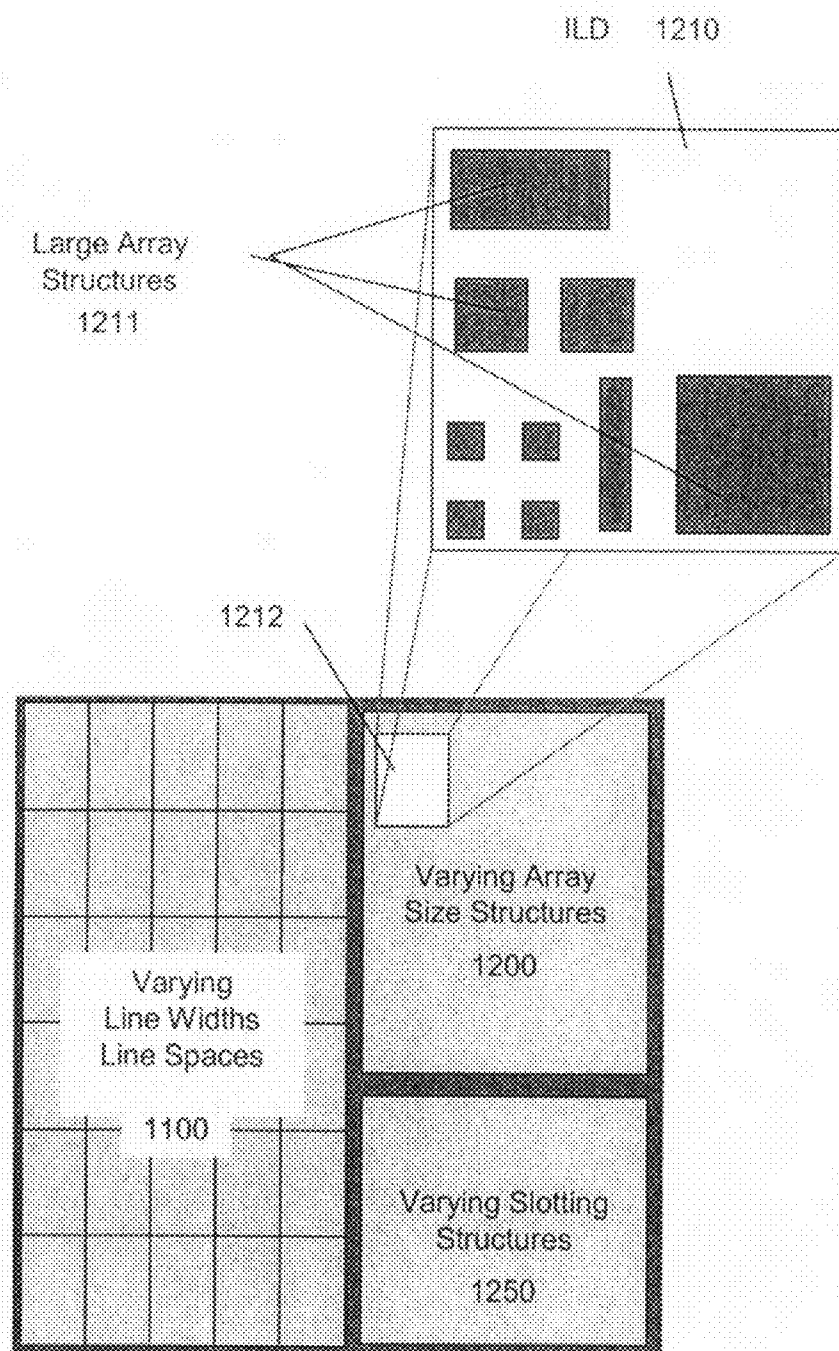 ILD 1210
Large Array
Structures
1211
1212
Varying Array
Size Structures
1200
Varying
Line Widths
Line Spaces
1100
Varying Slotting
Structures
1250